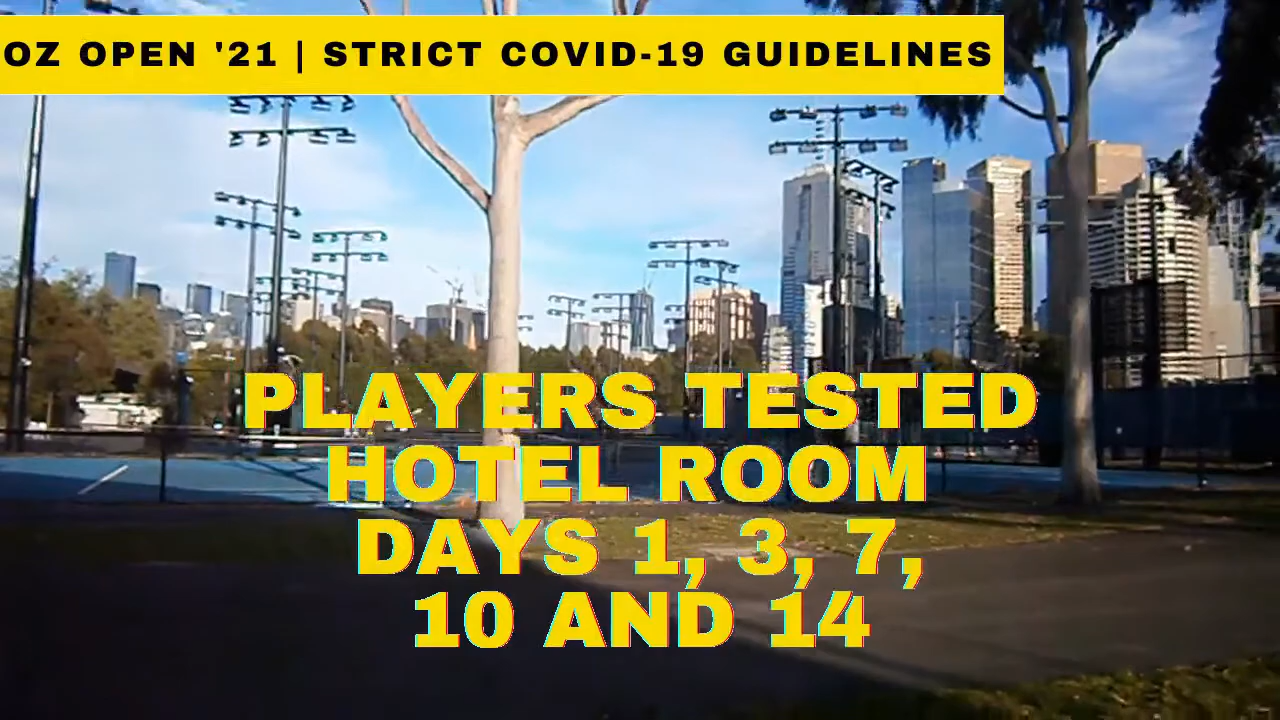 OZ OPEN '21 | STRICT COVID-19 GUIDELINES
PLAYERS TESTED
HOTEL ROOM
DAYS 1, 3, 7,
10 AND 14